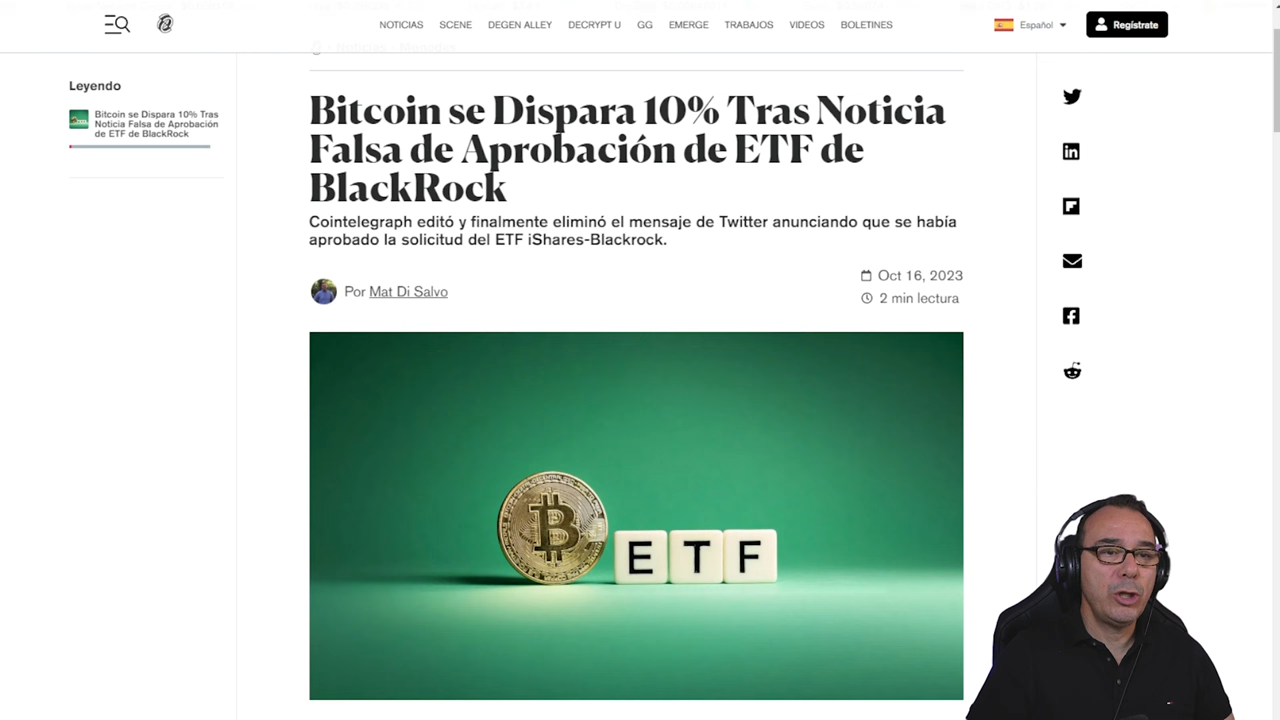 NOTICIAS SCENE DEGEN ALLEY DECRYPT U GG EMERGE TRABAJOS VIDEOS BOLETINES
Español
Regístrate
Leyendo
Bitcoin se Dispara 10% Tras
Noticia Falsa de Aprobación
de ETF de BlackRock
Bitcoin se Dispara 10% Tras Noticia
Falsa de Aprobación de ETF de
BlackRock
Cointelegraph editó y finalmente eliminó el mensaje de Twitter anunciando que se había
aprobado la solicitud del ETF iShares-Blackrock.
Por Mat Di Salvo
Oct 16, 2023
2 min lectura
ETF